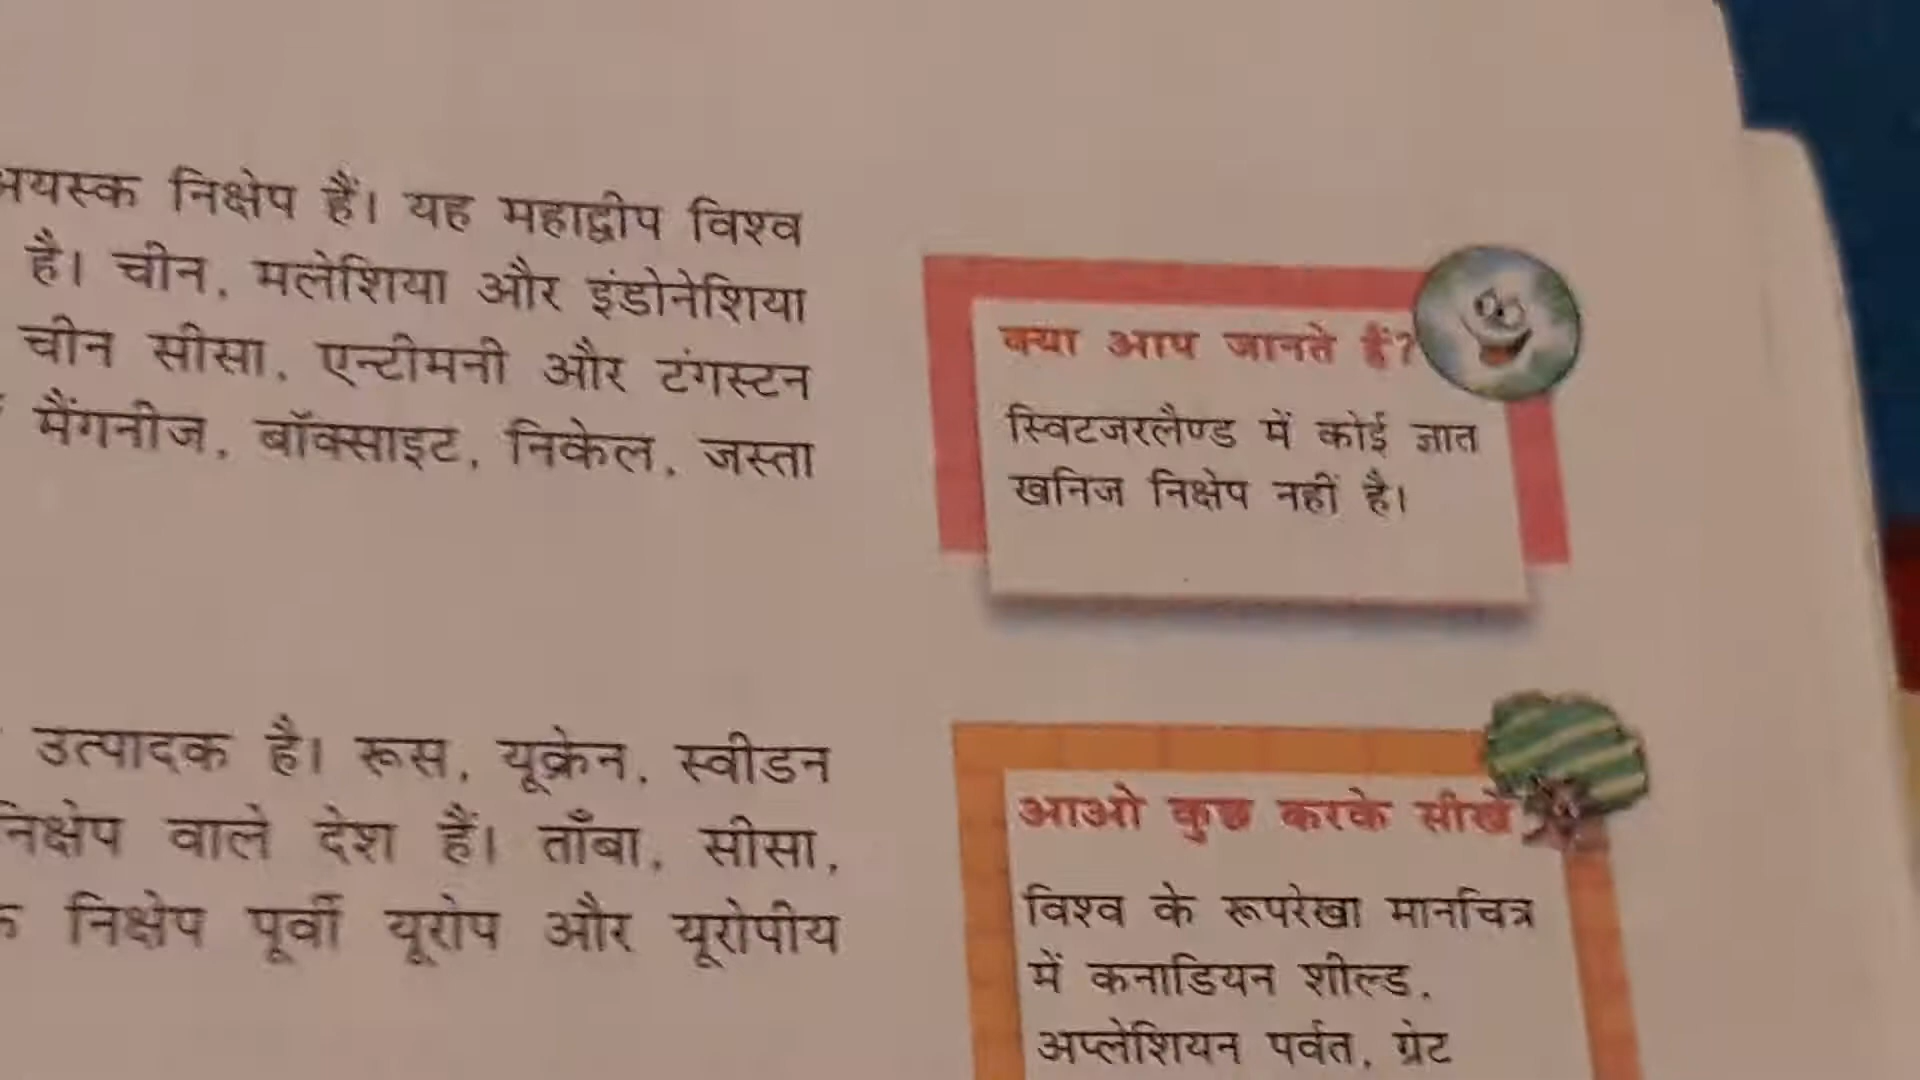 निक्षेप हैं। यह महाद्वीप विश्व
है। चीन, मलेशिया और इंडोनेशिया
चीन सीसा, एन्टीमनी और टंगस्टन
मैंगनीज, बॉक्साइट, निकेल, जस्ता
क्या आप जानते हैं?
स्विटजरलैण्ड में कोई ज्ञात
खनिज निक्षेप नहीं है।
उत्पादक है। रूस, यूक्रेन, स्वीडन
निक्षेप वाले देश हैं। ताँबा, सीसा,
निक्षेप पूर्वी यूरोप और यूरोपीय
आओ कुछ करके सीखें
विश्व के रूपरेखा मानचित्र
में कनाडियन शील्ड,
अप्लेशियन पर्वत, ग्रेट